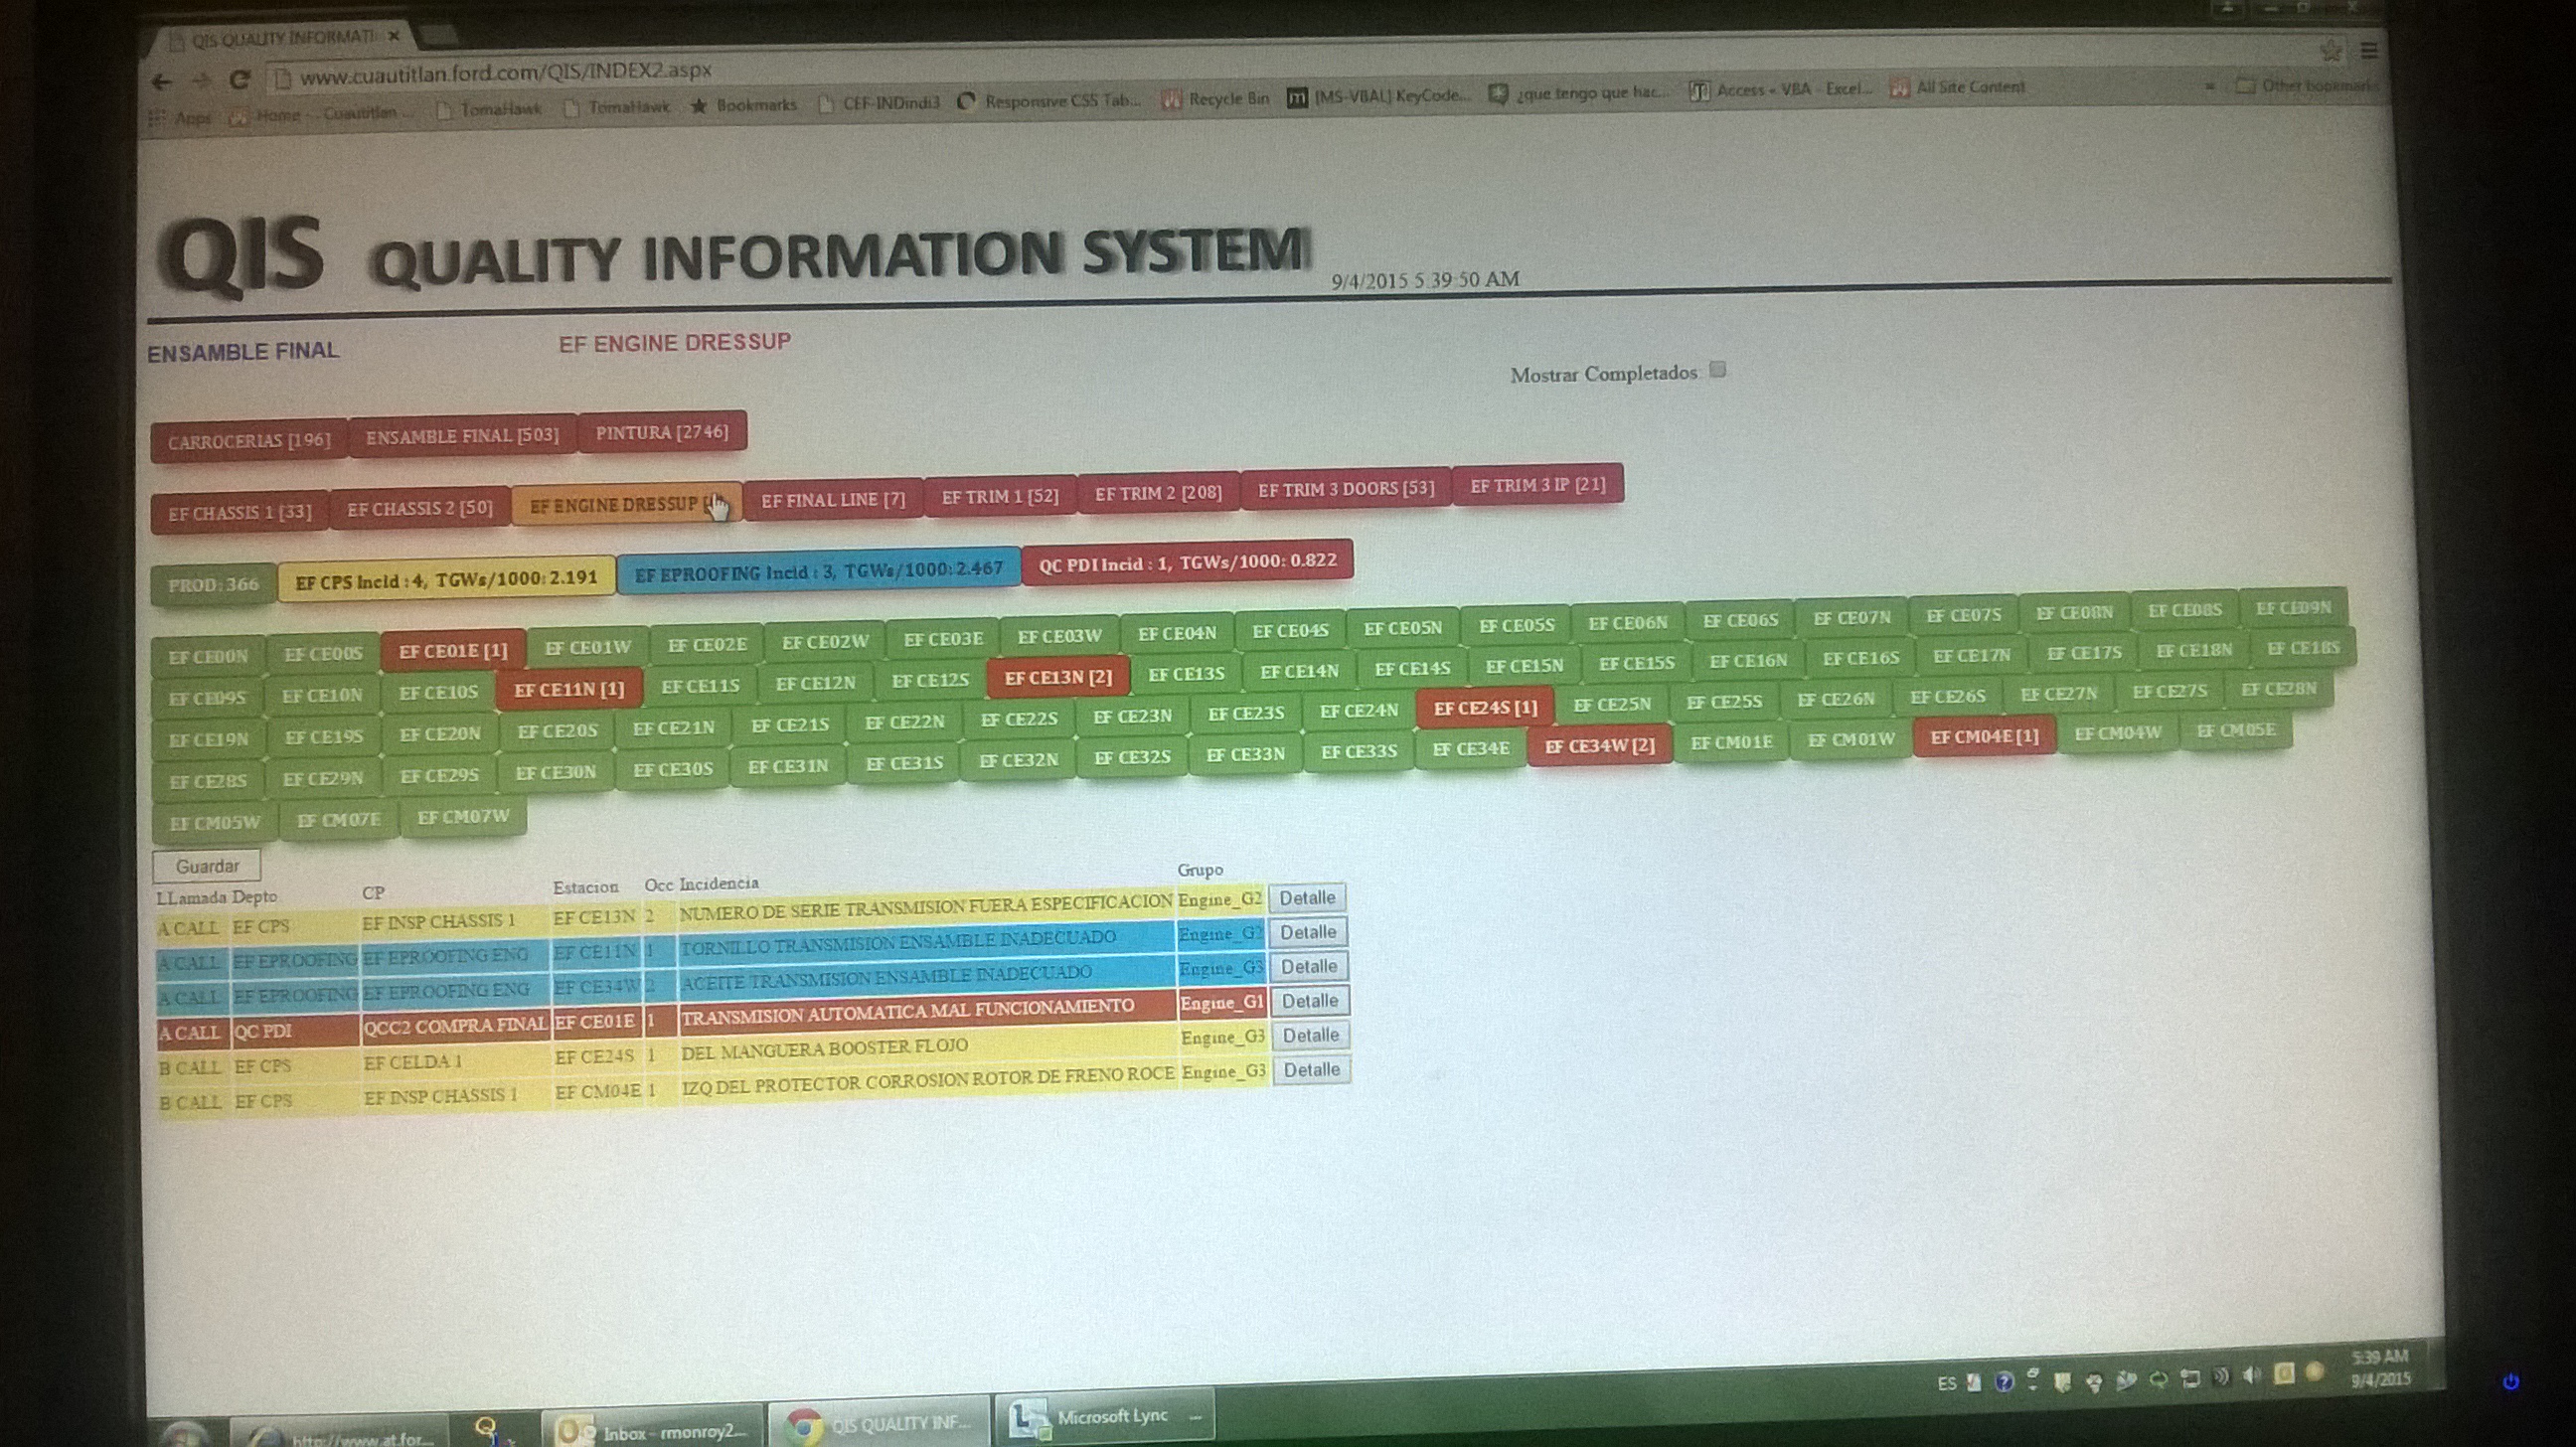 QIS QUALITY INFORMATI
www.cuautitlan.ford.com/QIS/INDEX2.aspx
Apps Home - Cuautitlan ... TomaHawk TomaHawk Bookmarks CEF-INDindi3 Responsive CSS Tab... Recycle Bin [MS-VBAL] KeyCode... ¿que tengo que hac... Access « VBA - Excel... All Site Content » Other bookmarks
QIS QUALITY INFORMATION SYSTEM 9/4/2015 5:39:50 AM
ENSAMBLE FINAL EF ENGINE DRESSUP
Mostrar Completados
CARROCERIAS [196] ENSAMBLE FINAL [503] PINTURA [2746]
EF CHASSIS 1 [33] EF CHASSIS 2 [50] EF ENGINE DRESSUP EF FINAL LINE [7] EF TRIM 1 [52] EF TRIM 2 [208] EF TRIM 3 DOORS [53] EF TRIM 3 IP [21]
PROD: 366 EF CPS Incid : 4, TGWs/1000: 2.191 EF EPROOFING Incid : 3, TGWs/1000: 2.467 QC PDI Incid : 1, TGWs/1000: 0.822
EF CE00N EF CE00S EF CE01E [1] EF CE01W EF CE02E EF CE02W EF CE03E EF CE03W EF CE04N EF CE04S EF CE05N EF CE05S EF CE06N EF CE06S EF CE07N EF CE07S EF CE08N EF CE08S EF CE09N
EF CE09S EF CE10N EF CE10S EF CE11N [1] EF CE11S EF CE12N EF CE12S EF CE13N [2] EF CE13S EF CE14N EF CE14S EF CE15N EF CE15S EF CE16N EF CE16S EF CE17N EF CE17S EF CE18N EF CE18S
EF CE19N EF CE19S EF CE20N EF CE20S EF CE21N EF CE21S EF CE22N EF CE22S EF CE23N EF CE23S EF CE24N EF CE24S [1] EF CE25N EF CE25S EF CE26N EF CE26S EF CE27N EF CE27S EF CE28N
EF CE28S EF CE29N EF CE29S EF CE30N EF CE30S EF CE31N EF CE31S EF CE32N EF CE32S EF CE33N EF CE33S EF CE34E EF CE34W [2] EF CM01E EF CM01W EF CM04E [1] EF CM04W EF CM05E
EF CM05W EF CM07E EF CM07W
Guardar
LLamada Depto CP Estacion Occ Incidencia Grupo
A CALL EF CPS EF INSP CHASSIS 1 EF CE13N 2 NUMERO DE SERIE TRANSMISION FUERA ESPECIFICACION Engine_G2 Detalle
A CALL EF EPROOFING EF EPROOFING ENG EF CE11N 1 TORNILLO TRANSMISION ENSAMBLE INADECUADO Engine_G2 Detalle
A CALL EF EPROOFING EF EPROOFING ENG EF CE34W 2 ACEITE TRANSMISION ENSAMBLE INADECUADO Engine_G3 Detalle
A CALL QC PDI QCC2 COMPRA FINAL EF CE01E 1 TRANSMISION AUTOMATICA MAL FUNCIONAMIENTO Engine_G1 Detalle
B CALL EF CPS EF CELDA 1 EF CE24S 1 DEL MANGUERA BOOSTER FLOJO Engine_G3 Detalle
B CALL EF CPS EF INSP CHASSIS 1 EF CM04E 1 IZQ DEL PROTECTOR CORROSION ROTOR DE FRENO ROCE Engine_G3 Detalle
http://www.at.for... Inbox - rmonroy2... QIS QUALITY INF... Microsoft Lync ES 5:39 AM
9/4/2015